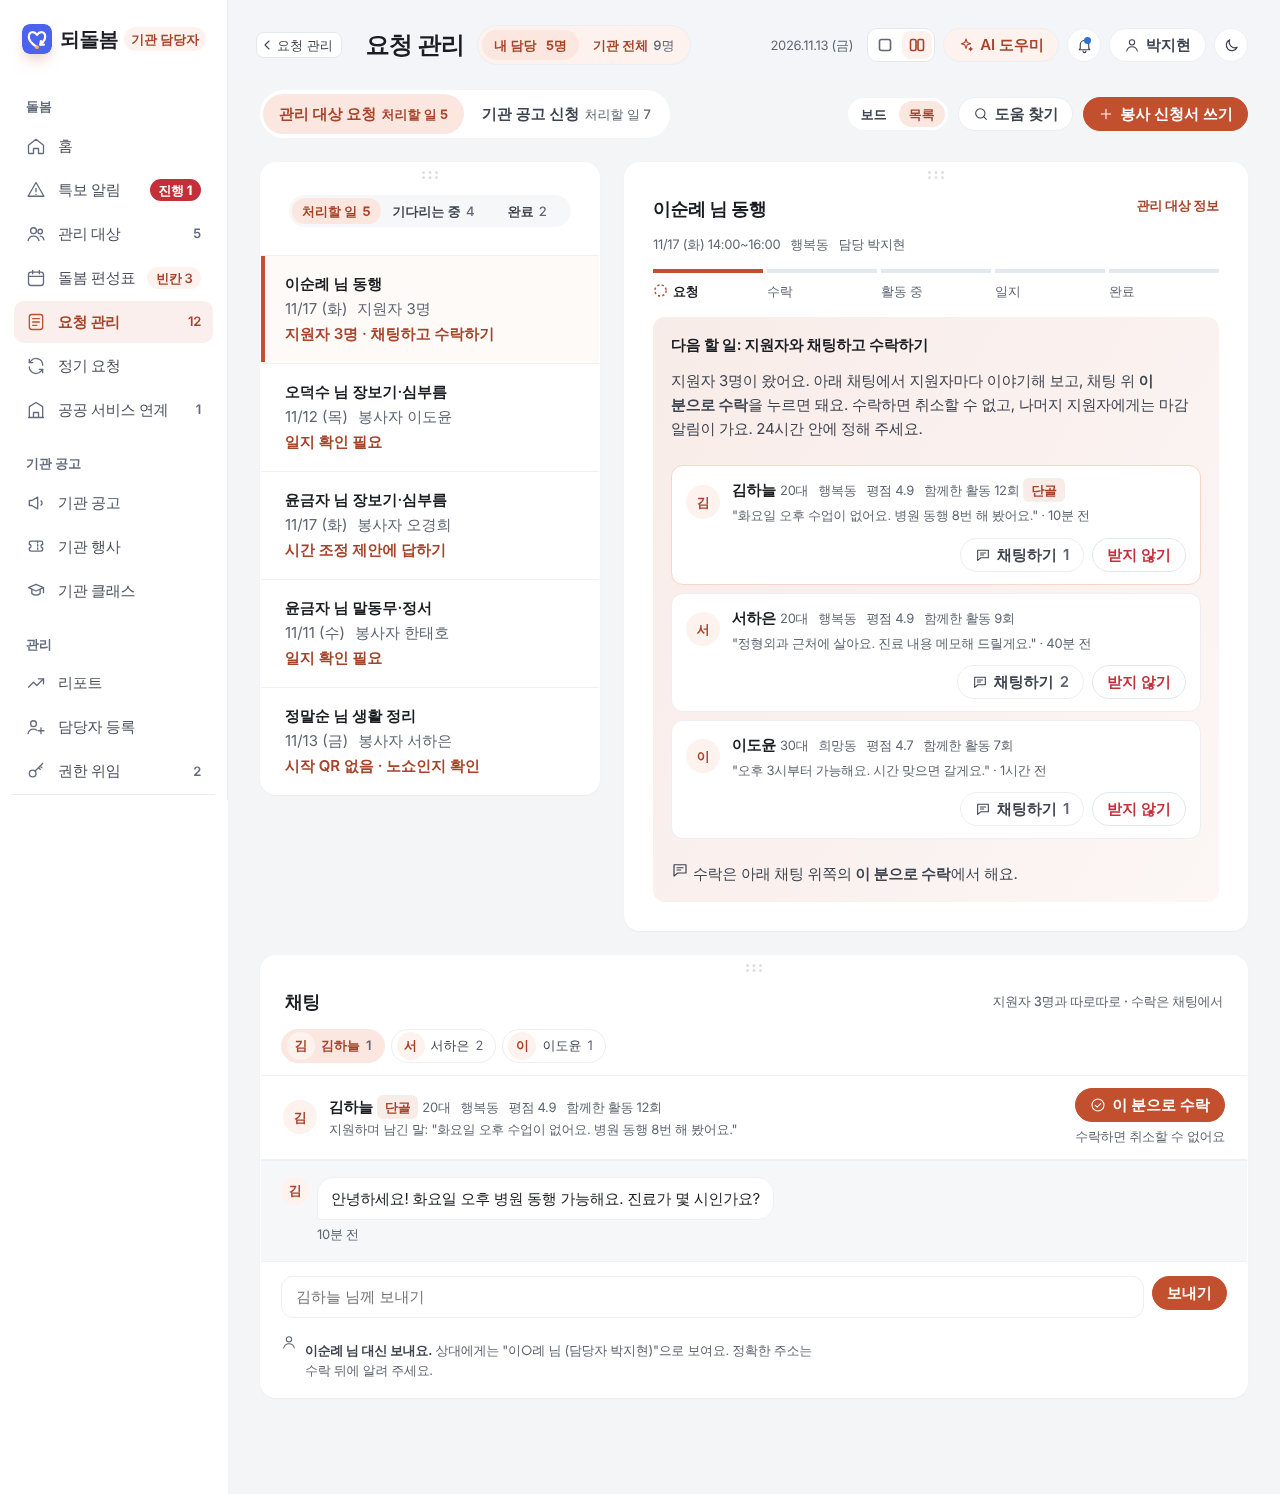 되돌봄 기관 담당자
돌봄
홈
특보 알림 진행 1
관리 대상 5
돌봄 편성표 빈칸 3
요청 관리 12
정기 요청
공공 서비스 연계 1
기관 공고
기관 공고
기관 행사
기관 클래스
관리
리포트
담당자 등록
권한 위임 2
요청 관리
요청 관리
내 담당 5명 기관 전체 9명
2026.11.13 (금)
AI 도우미
박지현
관리 대상 요청 처리할 일 5
기관 공고 신청 처리할 일 7
보드 목록
도움 찾기
봉사 신청서 쓰기
처리할 일 5 기다리는 중 4 완료 2
이순례 님 동행
11/17 (화) 지원자 3명
지원자 3명 · 채팅하고 수락하기
오덕수 님 장보기·심부름
11/12 (목) 봉사자 이도윤
일지 확인 필요
윤금자 님 장보기·심부름
11/17 (화) 봉사자 오경희
시간 조정 제안에 답하기
윤금자 님 말동무·정서
11/11 (수) 봉사자 한태호
일지 확인 필요
정말순 님 생활 정리
11/13 (금) 봉사자 서하은
시작 QR 없음 · 노쇼인지 확인
이순례 님 동행
관리 대상 정보
11/17 (화) 14:00~16:00 행복동 담당 박지현
요청 수락 활동 중 일지 완료
다음 할 일: 지원자와 채팅하고 수락하기
지원자 3명이 왔어요. 아래 채팅에서 지원자마다 이야기해 보고, 채팅 위 이
분으로 수락을 누르면 돼요. 수락하면 취소할 수 없고, 나머지 지원자에게는 마감
알림이 가요. 24시간 안에 정해 주세요.
김
김하늘 20대 행복동 평점 4.9 함께한 활동 12회 단골
"화요일 오후 수업이 없어요. 병원 동행 8번 해 봤어요." · 10분 전
채팅하기 1 받지 않기
서
서하은 20대 행복동 평점 4.9 함께한 활동 9회
"정형외과 근처에 살아요. 진료 내용 메모해 드릴게요." · 40분 전
채팅하기 2 받지 않기
이
이도윤 30대 희망동 평점 4.7 함께한 활동 7회
"오후 3시부터 가능해요. 시간 맞으면 갈게요." · 1시간 전
채팅하기 1 받지 않기
수락은 아래 채팅 위쪽의 이 분으로 수락에서 해요.
채팅
지원자 3명과 따로따로 · 수락은 채팅에서
김 김하늘 1 서 서하은 2 이 이도윤 1
김
김하늘 단골 20대 행복동 평점 4.9 함께한 활동 12회
지원하며 남긴 말: "화요일 오후 수업이 없어요. 병원 동행 8번 해 봤어요."
이 분으로 수락
수락하면 취소할 수 없어요
김
안녕하세요! 화요일 오후 병원 동행 가능해요. 진료가 몇 시인가요?
10분 전
김하늘 님께 보내기
보내기
이순례 님 대신 보내요. 상대에게는 "이○례 님 (담당자 박지현)"으로 보여요. 정확한 주소는
수락 뒤에 알려 주세요.